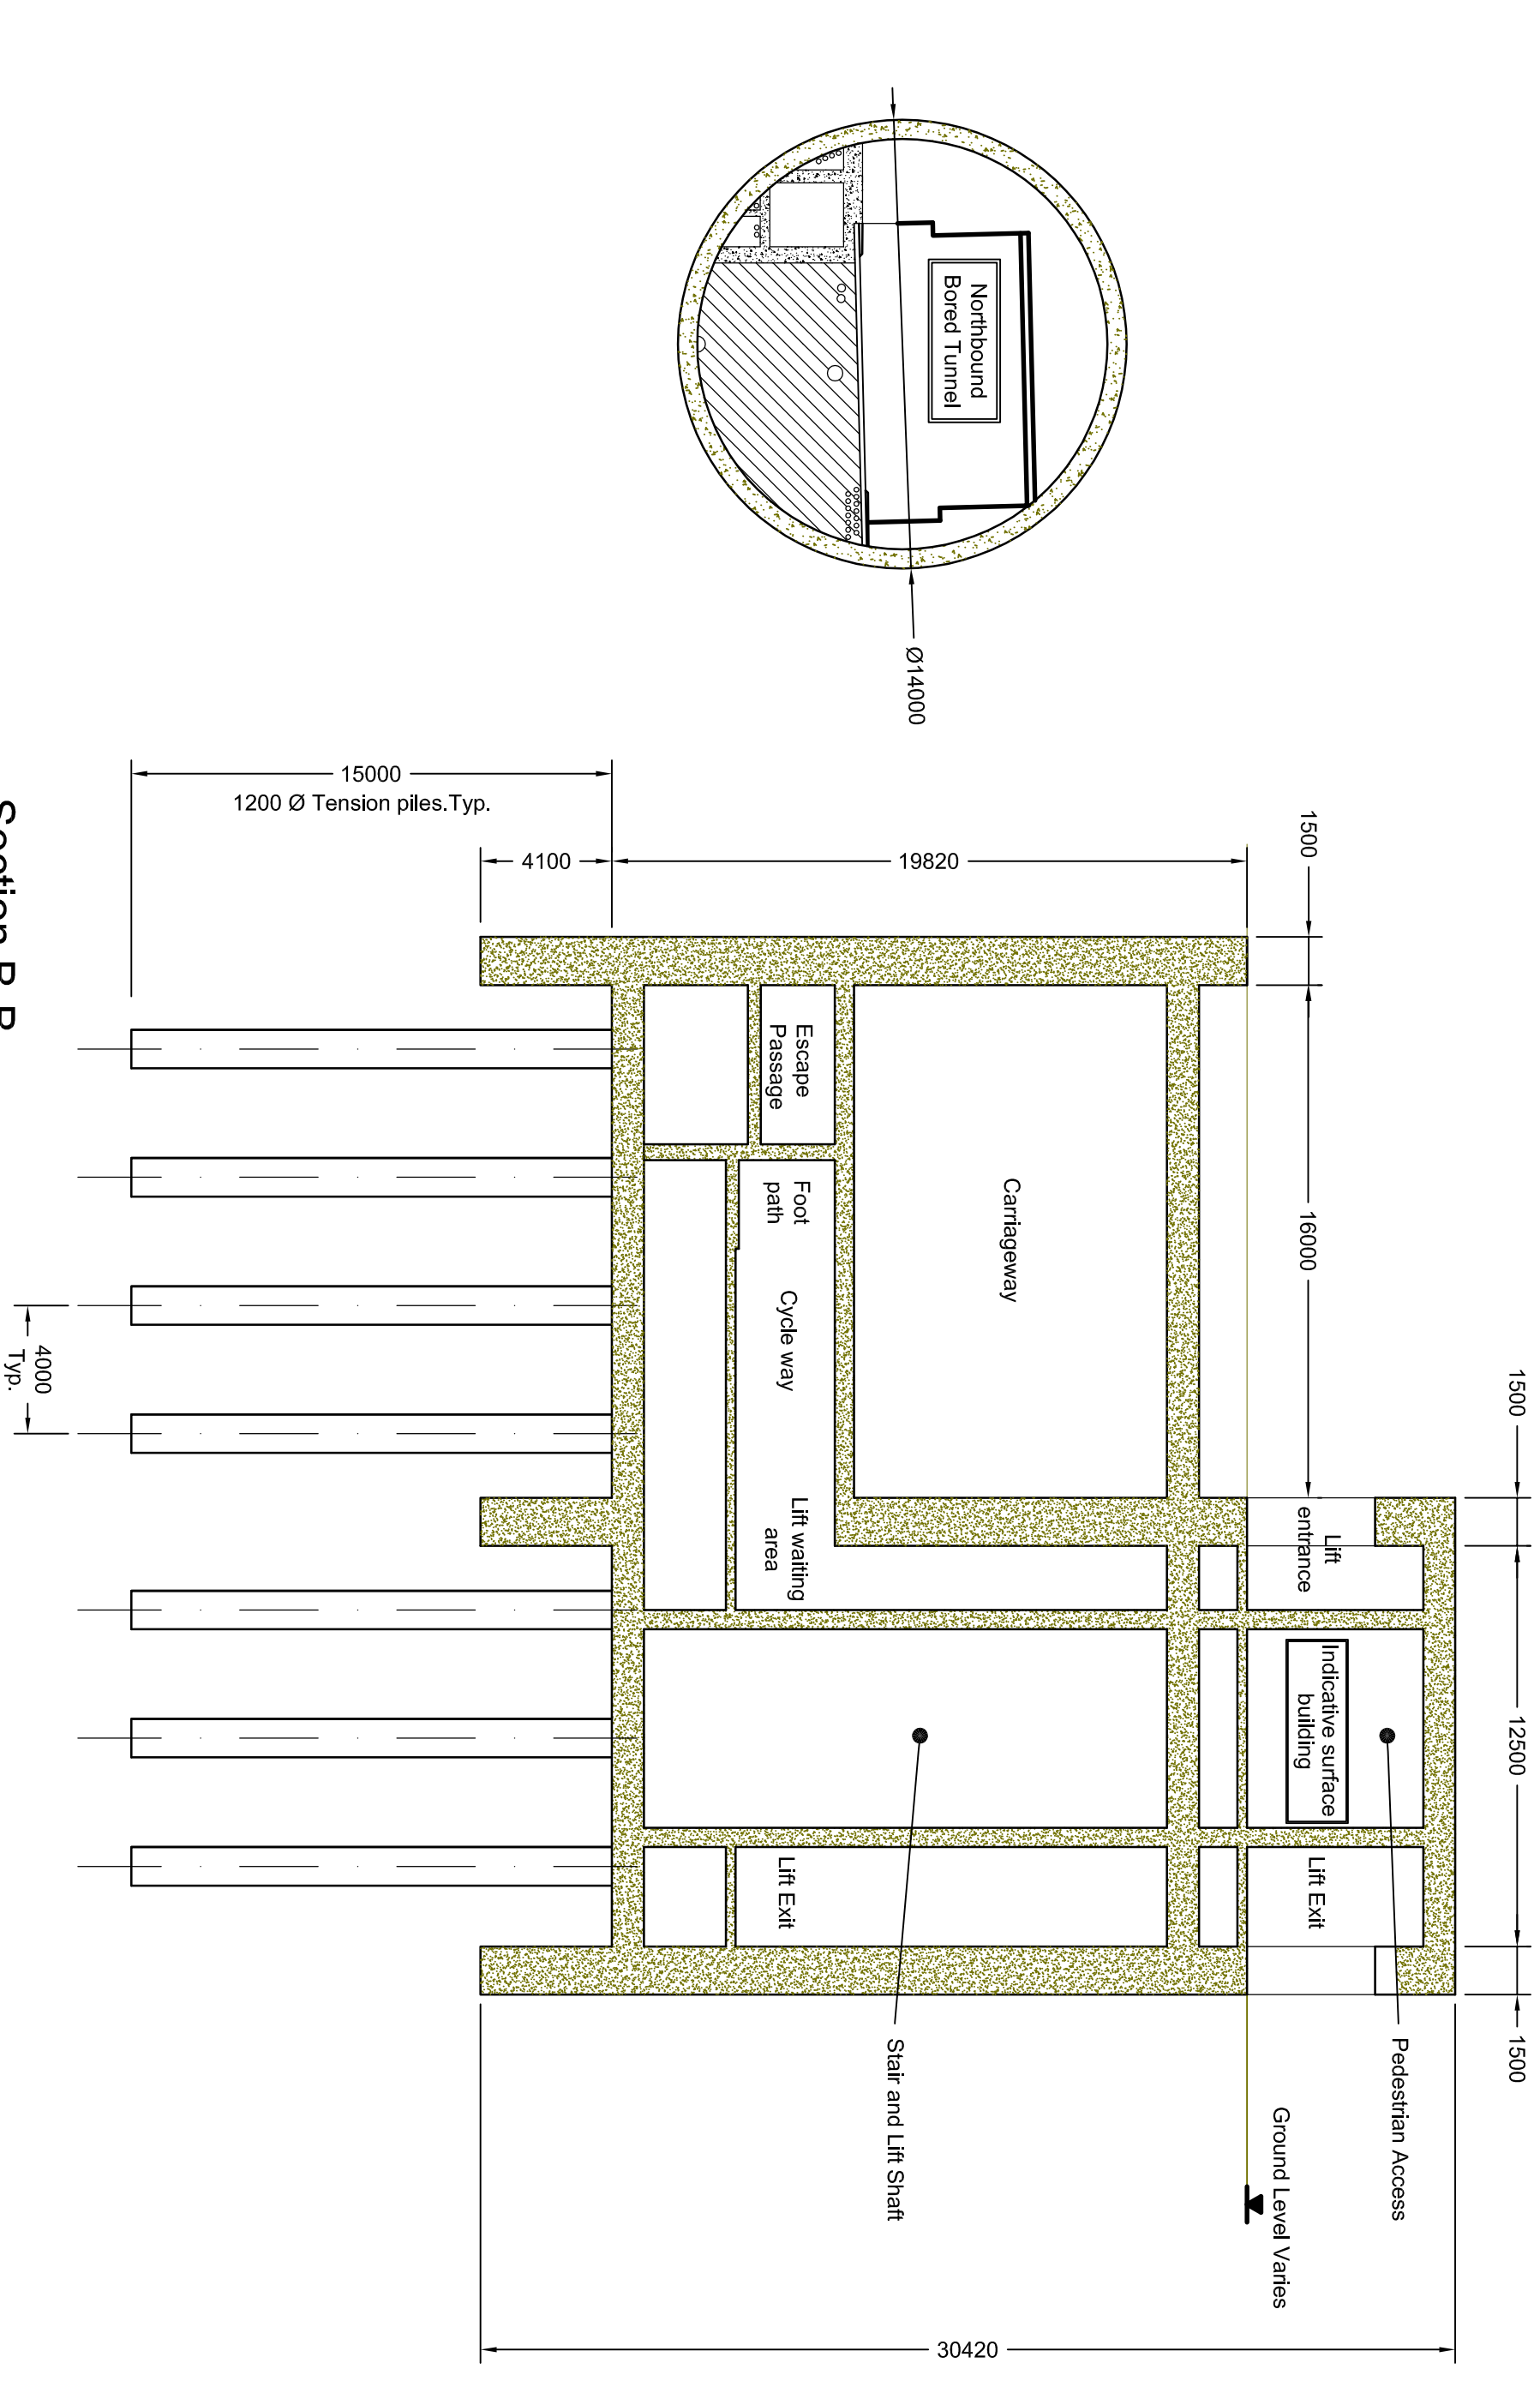 1500
12500
1500
Pedestrian Access
1500
16000
Lift
entrance
Indicative surface
building
Lift Exit
Ground Level Varies
Northbound
Bored Tunnel
Carriageway
Ø14000
19820
30420
Stair and Lift Shaft
Escape
Passage
Foot
path
Cycle way
Lift waiting
area
Lift Exit
4100
15000
1200 Ø Tension piles.Typ.
4000
Typ.
Section B-B